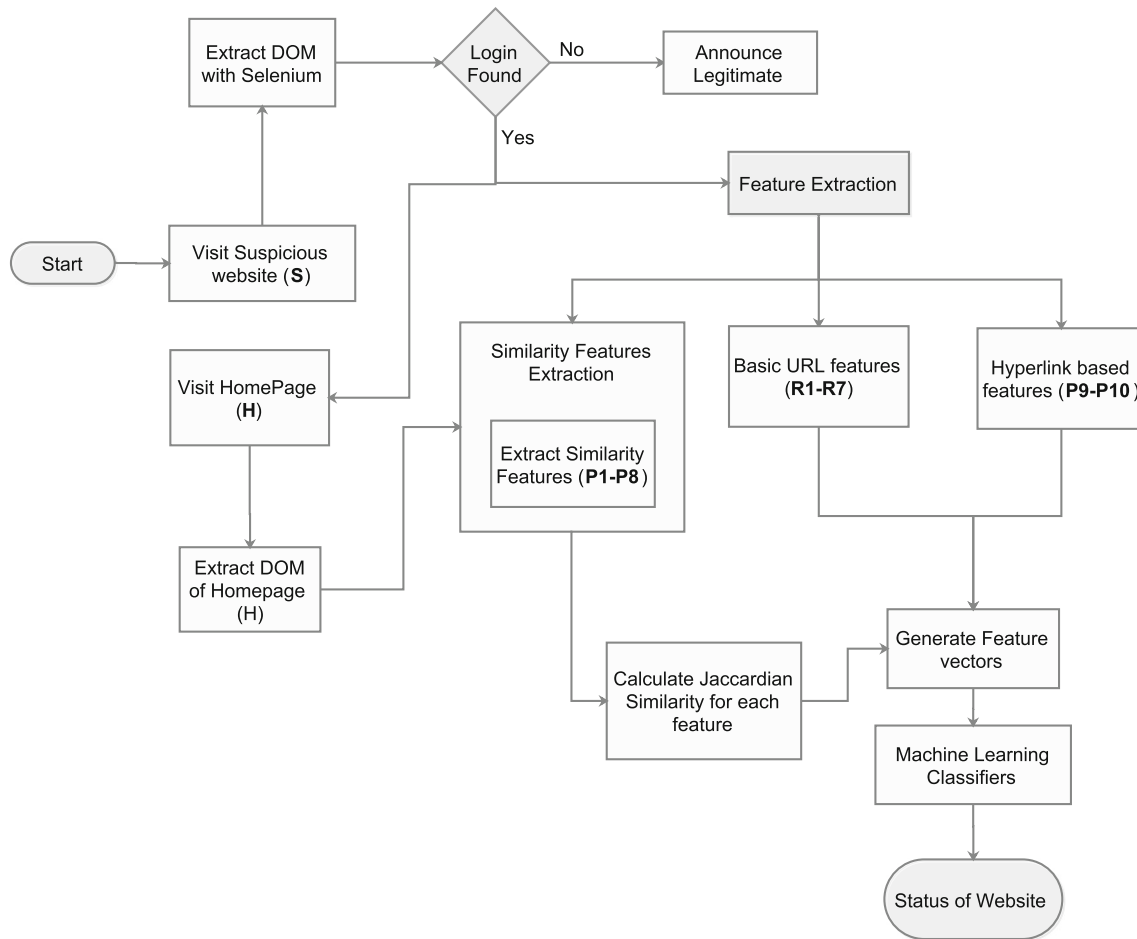 Extract DOM
with Selenium
Login
Found
No
Announce
Legitimate
Yes
Feature Extraction
Start
Visit Suspicious
website (S)
Similarity Features
Extraction
Basic URL features
(R1-R7)
Hyperlink based
features (P9-P10)
Visit HomePage
(H)
Extract Similarity
Features (P1-P8)
Extract DOM
of Homepage
(H)
Generate Feature
vectors
Calculate Jaccardian
Similarity for each
feature
Machine Learning
Classifiers
Status of Website